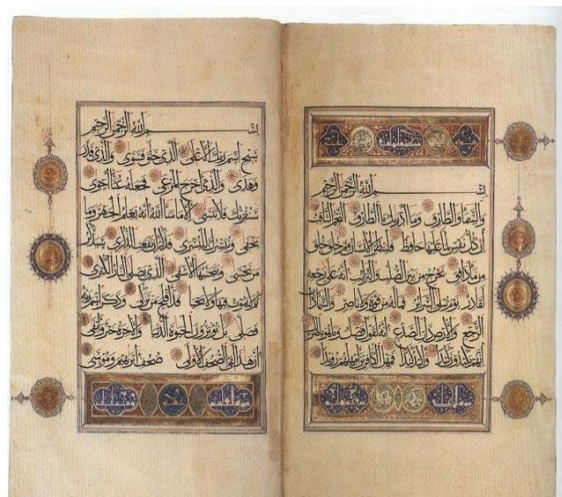 بسم الله الرحمن الرحيم
والسماء والطارق وما ادريك ما الطارق النجم الثاقب
ان كل نفس لما عليها حافظ فلينظر الانسان مم خلق خلق
من ماء دافق يخرج من بين الصلب والترائب انه على رجعه
لقادر يوم تبلى السرائر فما له من قوة ولا ناصر والسماء ذات
الرجع والارض ذات الصدع انه لقول فصل وما هو بالهزل
انهم يكيدون كيدا واكيد كيدا فمهل الكافرين امهلهم رويدا
بسم الله الرحمن الرحيم
سبح اسم ربك الاعلى الذي خلق فسوى والذي قدر
فهدى والذي اخرج المرعى فجعله غثاء احوى
سنقرئك فلا تنسى الا ما شاء الله انه يعلم الجهر وما
يخفى ونيسرك لليسرى فذكر ان نفعت الذكرى سيذكر
من يخشى ويتجنبها الاشقى الذي يصلى النار الكبرى
ثم لا يموت فيها ولا يحيى قد افلح من تزكى وذكر اسم ربه
فصلى بل تؤثرون الحيوة الدنيا والاخرة خير وابقى
ان هذا لفي الصحف الاولى صحف ابرهيم وموسى